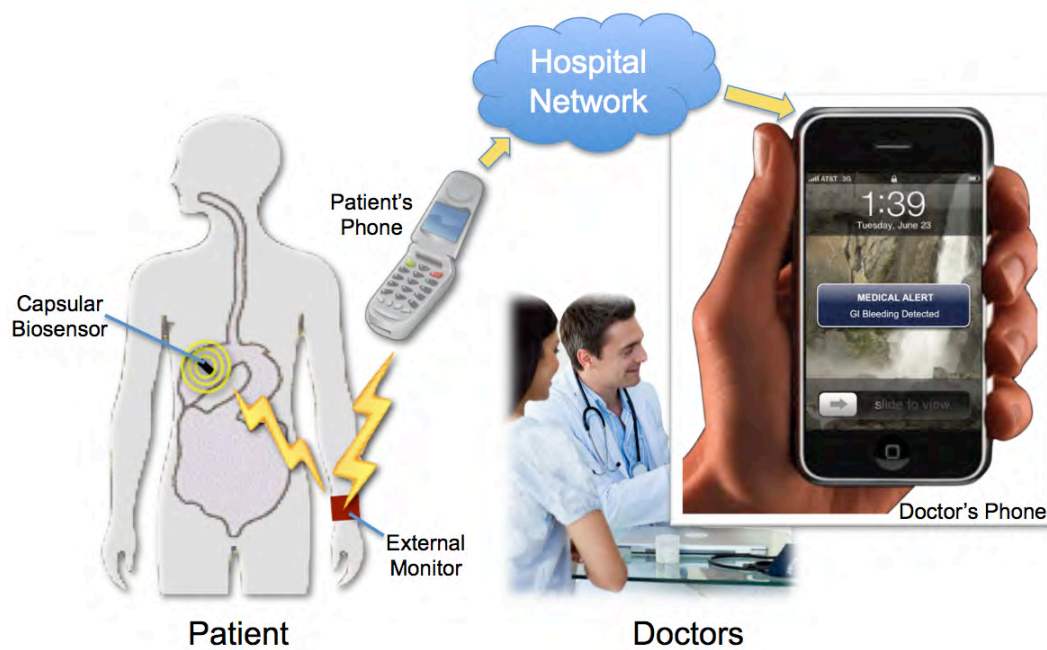 Hospital
Network
Patient's
Phone
AT&T 3G
1:39
Tuesday, June 23
Capsular
Biosensor
MEDICAL ALERT
GI Bleeding Detected
slide to view
Doctor's Phone
External
Monitor
Patient
Doctors